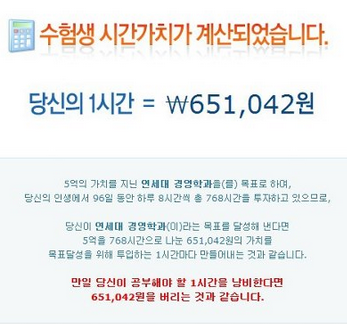 수험생 시간가치가 계산되었습니다.
당신의 1시간 = ₩651,042원
5억의 가치를 지닌 연세대 경영학과을(를) 목표로 하며,
당신의 인생에서 96일 동안 하루 8시간씩 총 768시간을 투자하고 있으므로,
당신이 연세대 경영학과(이)라는 목표를 달성해 낸다면
5억을 768시간으로 나눈 651,042원의 가치를
목표달성을 위해 투입하는 1시간마다 만들어내는 것과 같습니다.
만일 당신이 공부해야 할 1시간을 낭비한다면
651,042원을 버리는 것과 같습니다.